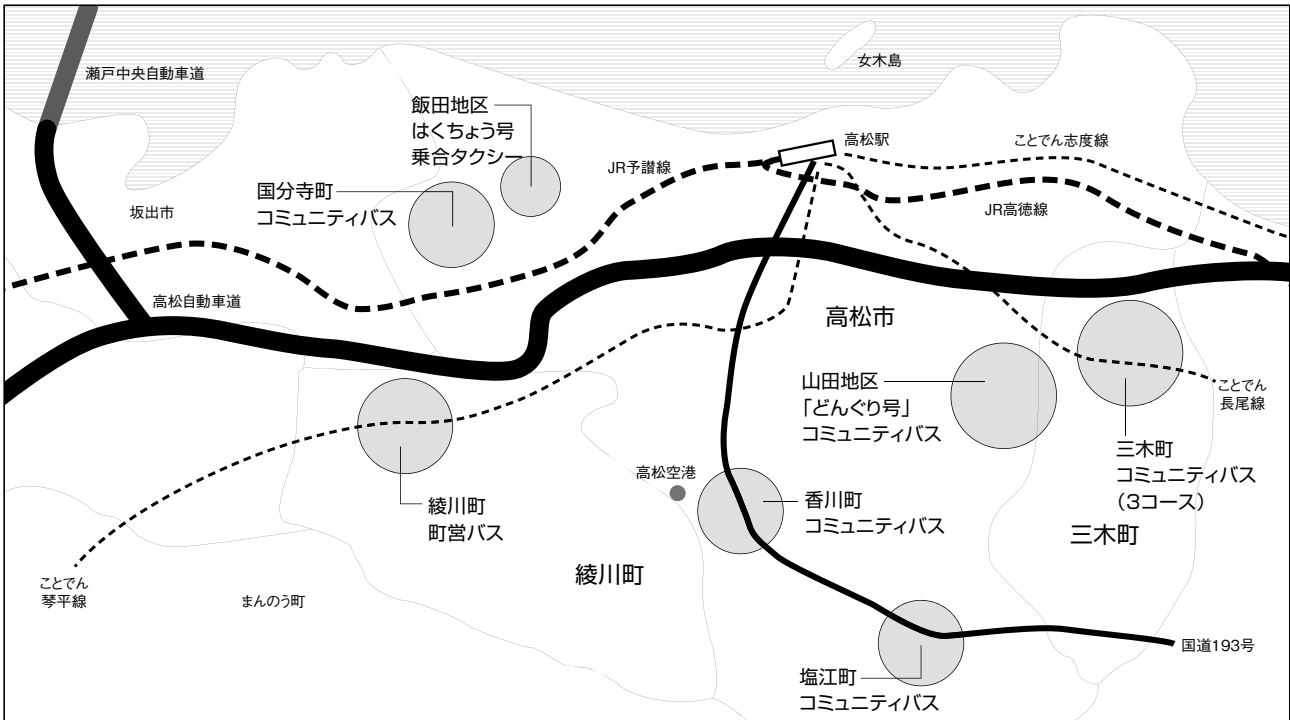 瀬戸中央自動車道
女木島
飯田地区
はくちょう号
乗合タクシー
高松駅
ことでん志度線
JR予讃線
国分寺町
コミュニティバス
坂出市
JR高徳線
高松自動車道
高松市
山田地区
「どんぐり号」
コミュニティバス
ことでん
長尾線
三木町
コミュニティバス
(3コース)
高松空港
香川町
コミュニティバス
綾川町
町営バス
三木町
綾川町
ことでん
琴平線
まんのう町
国道193号
塩江町
コミュニティバス